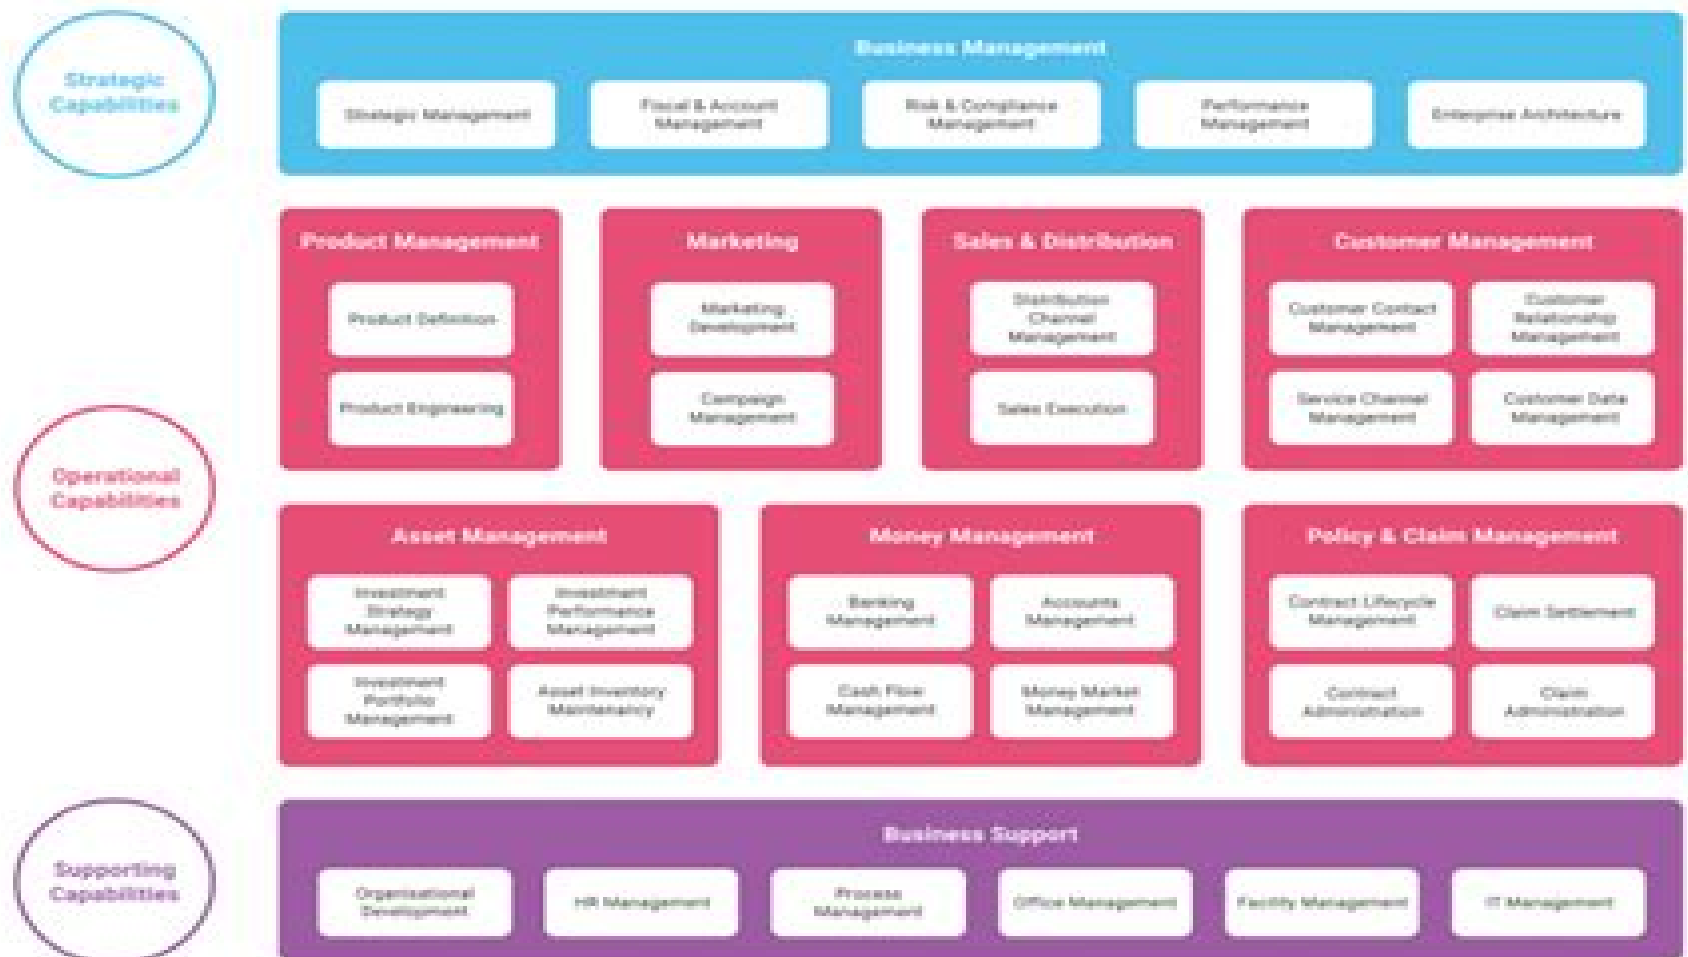 Strategic
Capabilities
Business Management
Strategic Management
Fiscal & Account
Management
Risk & Compliance
Management
Performance
Management
Enterprise Architecture
Operational
Capabilities
Product Management
Product Definition
Product Engineering
Marketing
Marketing
Development
Campaign
Management
Sales & Distribution
Distribution
Channel
Management
Sales Execution
Customer Management
Customer Contact
Management
Customer
Relationship
Management
Service Channel
Management
Customer Data
Management
Asset Management
Investment
Strategy
Management
Investment
Performance
Management
Investment
Portfolio
Management
Asset Inventory
Maintenancy
Money Management
Banking
Management
Accounts
Management
Cash Flow
Management
Money Market
Management
Policy & Claim Management
Contract Lifecycle
Management
Claim Settlement
Contract
Administration
Claim
Administration
Supporting
Capabilities
Business Support
Organisational
Development
HR Management
Process
Management
Office Management
Facility Management
IT Management